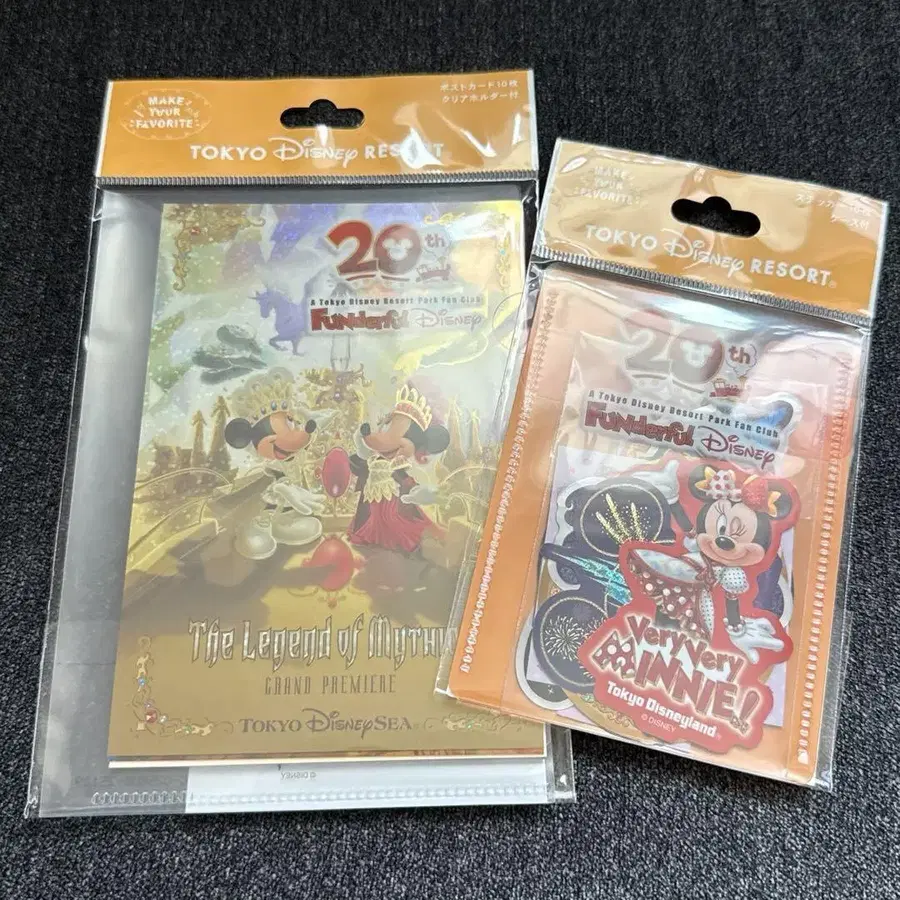 MAKE
YOUR
FAVORITE
ポストカード10枚
クリアホルダー付
TOKYO Disney RESORT
20th
A Tokyo Disney Resort Park Fan Club
Funderful Disney
The Legend of Mythic
GRAND PREMIERE
TOKYO DisneySEA
MAKE
YOUR
FAVORITE
TOKYO Disney RESORT®
20th
A Tokyo Disney Resort Park Fan Club
Funderful Disney
Very Very
MINNIE!
Tokyo Disneyland®
© DISNEY